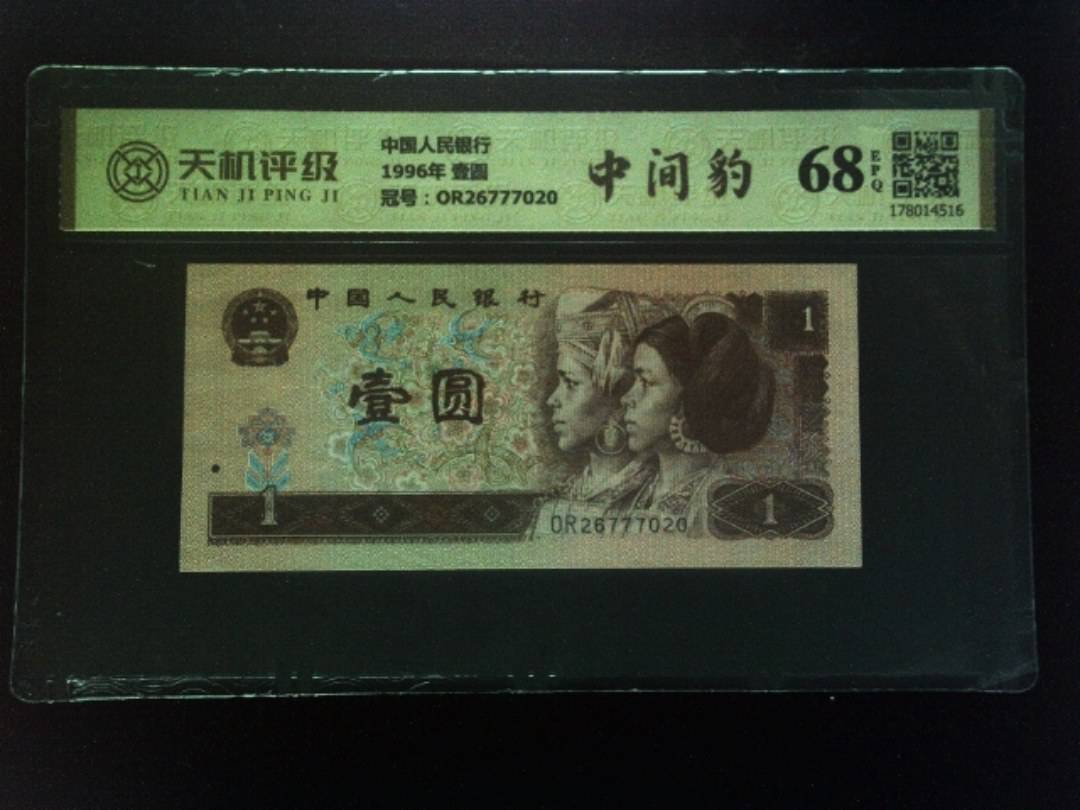 天机评级
TIAN JI PING JI
中国人民银行
1996年 壹圆
冠号：OR26777020
中间豹
68
EPQ
178014516
中国人民银行
1
壹圆
1
OR26777020
1